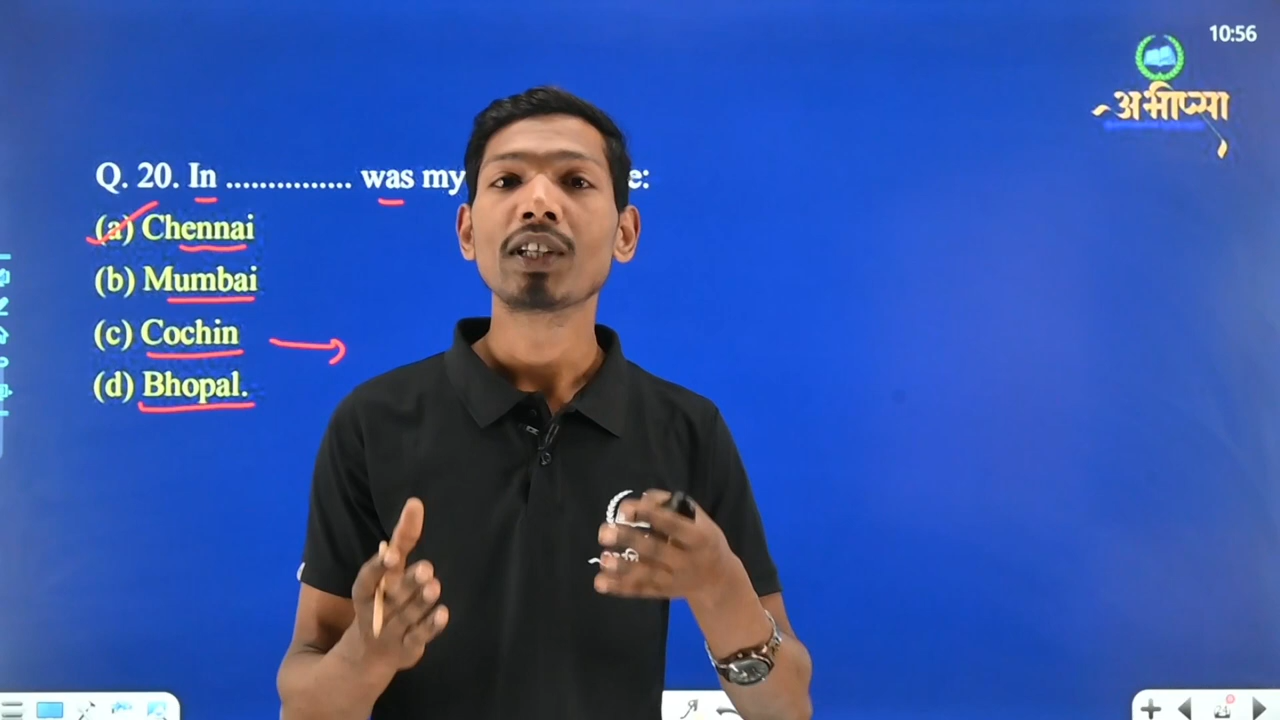 10:56
अभीप्सा
Q. 20. In ............... was my e:
(a) Chennai
(b) Mumbai
(c) Cochin
(d) Bhopal.